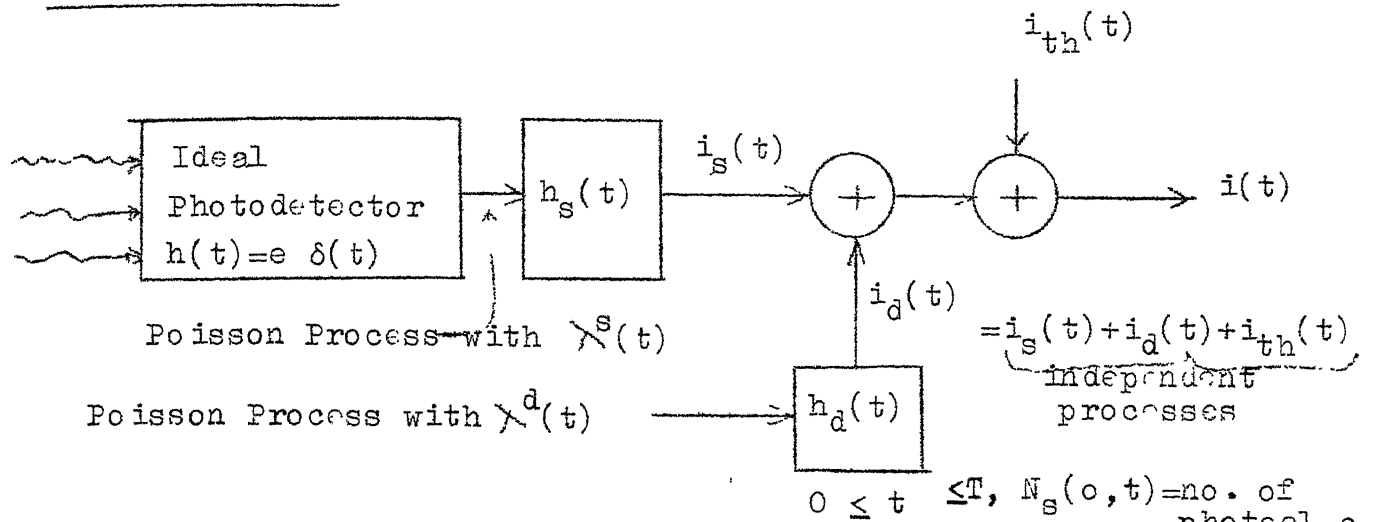 i_th(t)
Ideal
Photodetector
h(t)=e δ(t)
h_s(t)
i_s(t)
+
+
i(t)
i_d(t)
Poisson Process with λ^s(t)
=i_s(t)+i_d(t)+i_th(t)
independent
processes
Poisson Process with λ^d(t)
h_d(t)
0 ≤ t ≤T, N_s(o,t)=no. of